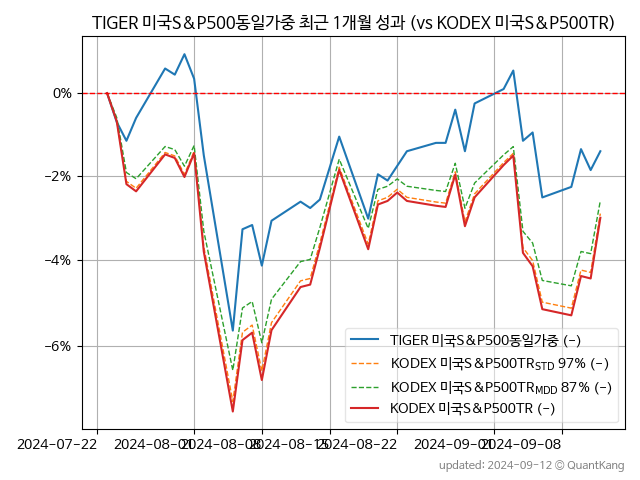 TIGER 미국S&P500동일가중 최근 1개월 성과 (vs KODEX 미국S&P500TR)
0%
−2%
−4%
−6%
TIGER 미국S&P500동일가중 (−)
KODEX 미국S&P500TRSTD 97% (−)
KODEX 미국S&P500TRMDD 87% (−)
KODEX 미국S&P500TR (−)
2024-07-22 2024-08-01 2024-08-08 2024-08-15 2024-08-22 2024-09-01 2024-09-08
updated: 2024-09-12 © QuantKang